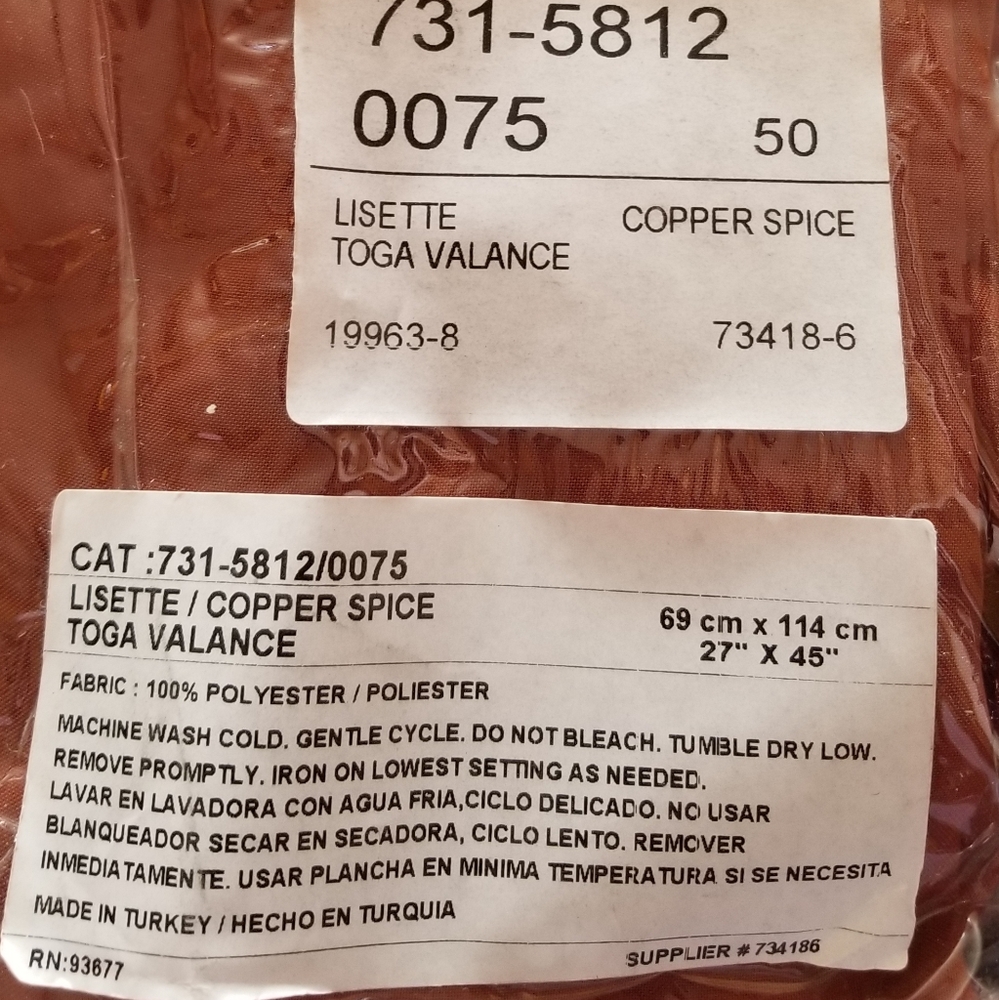 731-5812
0075 50
LISETTE COPPER SPICE
TOGA VALANCE
19963-8 73418-6
CAT :731-5812/0075
LISETTE / COPPER SPICE
TOGA VALANCE
69 cm x 114 cm
27" X 45"
FABRIC : 100% POLYESTER / POLIESTER
MACHINE WASH COLD. GENTLE CYCLE. DO NOT BLEACH. TUMBLE DRY LOW.
REMOVE PROMPTLY. IRON ON LOWEST SETTING AS NEEDED.
LAVAR EN LAVADORA CON AGUA FRIA,CICLO DELICADO. NO USAR
BLANQUEADOR SECAR EN SECADORA, CICLO LENTO. REMOVER
INMEDIATAMENTE. USAR PLANCHA EN MINIMA TEMPERATURA SI SE NECESITA
MADE IN TURKEY / HECHO EN TURQUIA
RN:93677 SUPPLIER # 734186